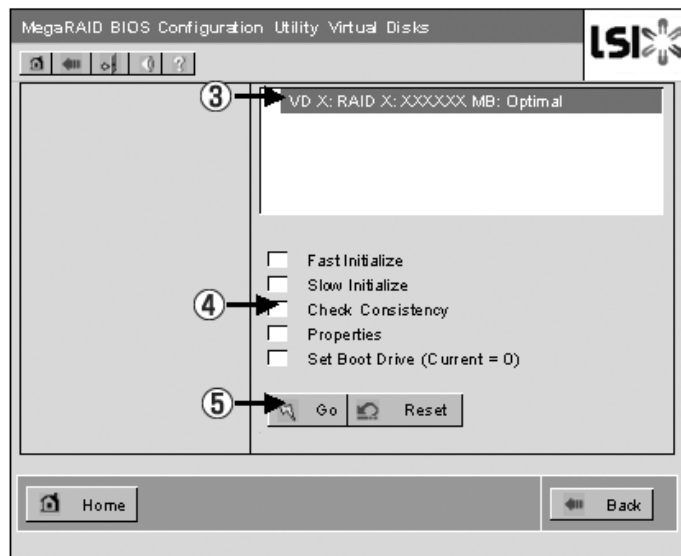 MegaRAID BIOS Configuration Utility Virtual Disks
LSI
③ VD X: RAID X: XXXXXX MB: Optimal
Fast Initialize
Slow Initialize
④ Check Consistency
Properties
Set Boot Drive (Current = 0)
⑤ Go Reset
Home Back